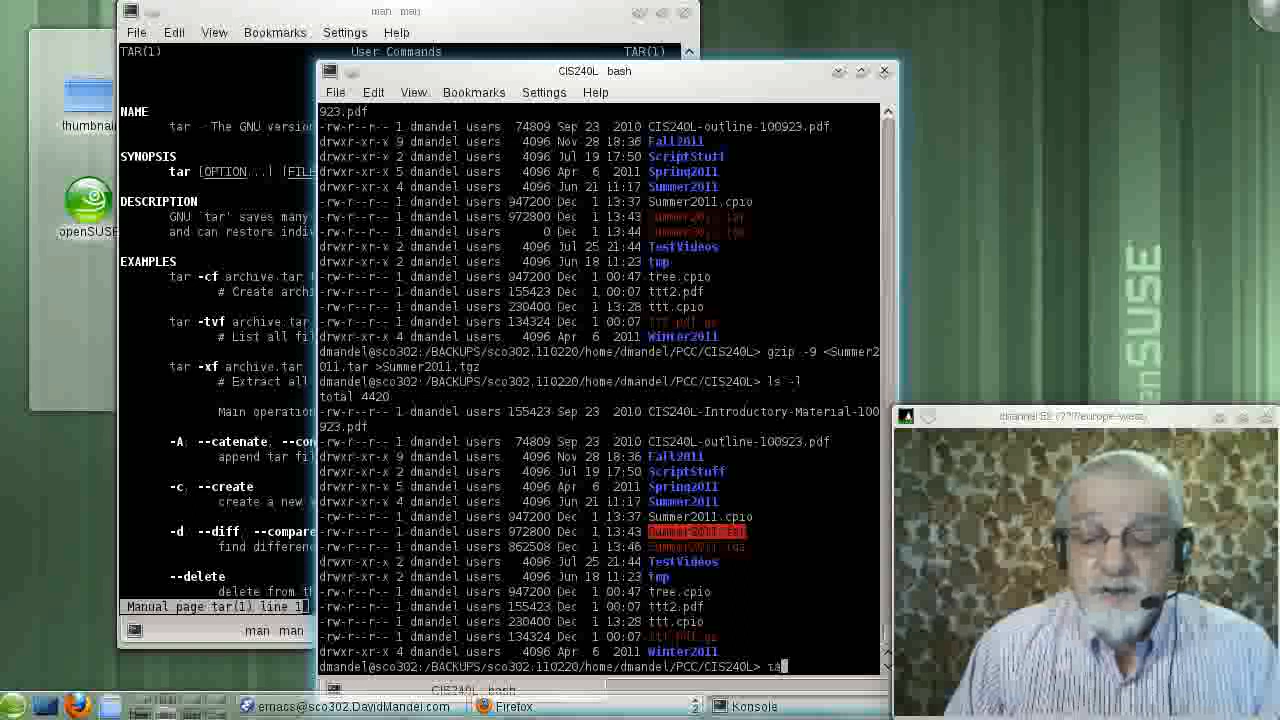 man man
File Edit View Bookmarks Settings Help
TAR(1) User Commands TAR(1)
NAME
tar - The GNU version
SYNOPSIS
tar [OPTION...] [FIL
DESCRIPTION
GNU `tar' saves many
and can restore indiv
EXAMPLES
tar -cf archive.tar
# Create arch
tar -tvf archive.tar
# List all fi
tar -xf archive.tar
# Extract all
Main operation
-A, --catenate, --con
append tar fil
-c, --create
create a new
-d, --diff, --compare
find differenc
--delete
delete from th
Manual page tar(1) line 1
man man
thumbnai
openSUSE
CIS240L bash
File Edit View Bookmarks Settings Help
923.pdf
-rw-r--r-- 1 dmandel users 74809 Sep 23 2010 CIS240L-outline-100923.pdf
drwxr-xr-x 9 dmandel users 4096 Nov 28 18:36 Fall2011
drwxr-xr-x 2 dmandel users 4096 Jul 19 17:50 ScriptStuff
drwxr-xr-x 5 dmandel users 4096 Apr 6 2011 Spring2011
drwxr-xr-x 4 dmandel users 4096 Jun 21 11:17 Summer2011
-rw-r--r-- 1 dmandel users 947200 Dec 1 13:37 Summer2011.cpio
-rw-r--r-- 1 dmandel users 972800 Dec 1 13:43
-rw-r--r-- 1 dmandel users 0 Dec 1 13:44
drwxr-xr-x 2 dmandel users 4096 Jul 25 21:44 TestVideos
drwxr-xr-x 2 dmandel users 4096 Jun 18 11:23 tmp
-rw-r--r-- 1 dmandel users 947200 Dec 1 00:47 tree.cpio
-rw-r--r-- 1 dmandel users 155423 Dec 1 00:07 ttt2.pdf
-rw-r--r-- 1 dmandel users 230400 Dec 1 13:28 ttt.cpio
-rw-r--r-- 1 dmandel users 134324 Dec 1 00:07 ttt.pdf.gz
drwxr-xr-x 4 dmandel users 4096 Apr 6 2011 Winter2011
dmandel@sco302:/BACKUPS/sco302.110220/home/dmandel/PCC/CIS240L> gzip -9 <Summer2
011.tar >Summer2011.tgz
dmandel@sco302:/BACKUPS/sco302.110220/home/dmandel/PCC/CIS240L> ls -l
total 4420
-rw-r--r-- 1 dmandel users 155423 Sep 23 2010 CIS240L-Introductory-Material-100
923.pdf
-rw-r--r-- 1 dmandel users 74809 Sep 23 2010 CIS240L-outline-100923.pdf
drwxr-xr-x 9 dmandel users 4096 Nov 28 18:36 Fall2011
drwxr-xr-x 2 dmandel users 4096 Jul 19 17:50 ScriptStuff
drwxr-xr-x 5 dmandel users 4096 Apr 6 2011 Spring2011
drwxr-xr-x 4 dmandel users 4096 Jun 21 11:17 Summer2011
-rw-r--r-- 1 dmandel users 947200 Dec 1 13:37 Summer2011.cpio
-rw-r--r-- 1 dmandel users 972800 Dec 1 13:43 Summer2011.tar
-rw-r--r-- 1 dmandel users 862508 Dec 1 13:46 Summer2011.tgz
drwxr-xr-x 2 dmandel users 4096 Jul 25 21:44 TestVideos
drwxr-xr-x 2 dmandel users 4096 Jun 18 11:23 tmp
-rw-r--r-- 1 dmandel users 947200 Dec 1 00:47 tree.cpio
-rw-r--r-- 1 dmandel users 155423 Dec 1 00:07 ttt2.pdf
-rw-r--r-- 1 dmandel users 230400 Dec 1 13:28 ttt.cpio
-rw-r--r-- 1 dmandel users 134324 Dec 1 00:07 ttt.pdf.gz
drwxr-xr-x 4 dmandel users 4096 Apr 6 2011 Winter2011
dmandel@sco302:/BACKUPS/sco302.110220/home/dmandel/PCC/CIS240L> ta
CIS240L bash
enSUSE
emacs@sco302.DavidMandel.com
Firefox
2
Konsole